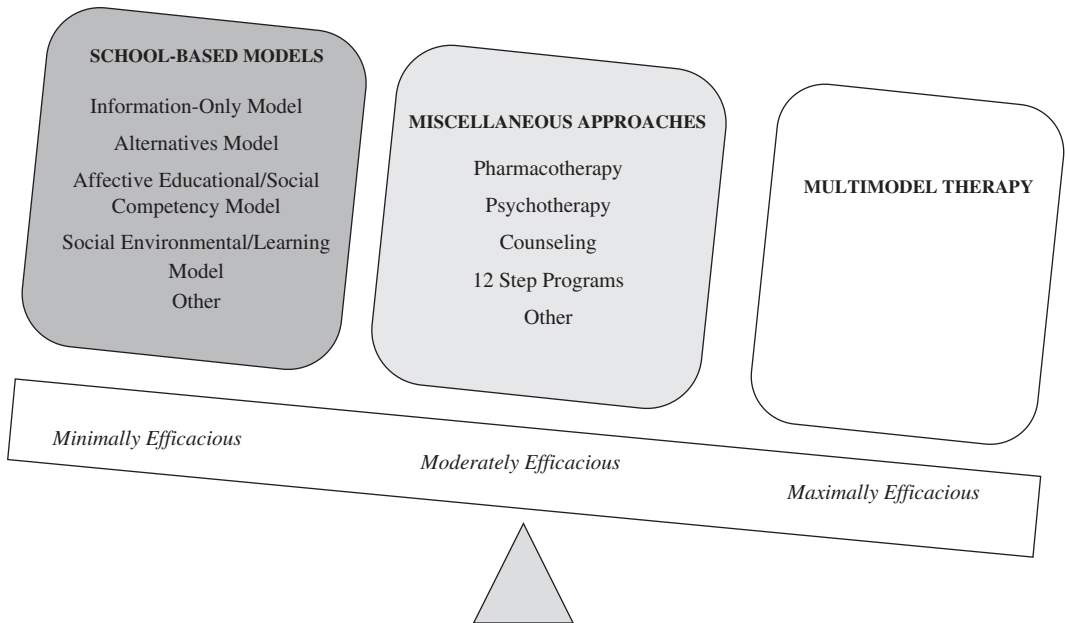 SCHOOL-BASED MODELS
Information-Only Model
Alternatives Model
Affective Educational/Social
Competency Model
Social Environmental/Learning
Model
Other
MISCELLANEOUS APPROACHES
Pharmacotherapy
Psychotherapy
Counseling
12 Step Programs
Other
MULTIMODEL THERAPY
Minimally Efficacious
Moderately Efficacious
Maximally Efficacious